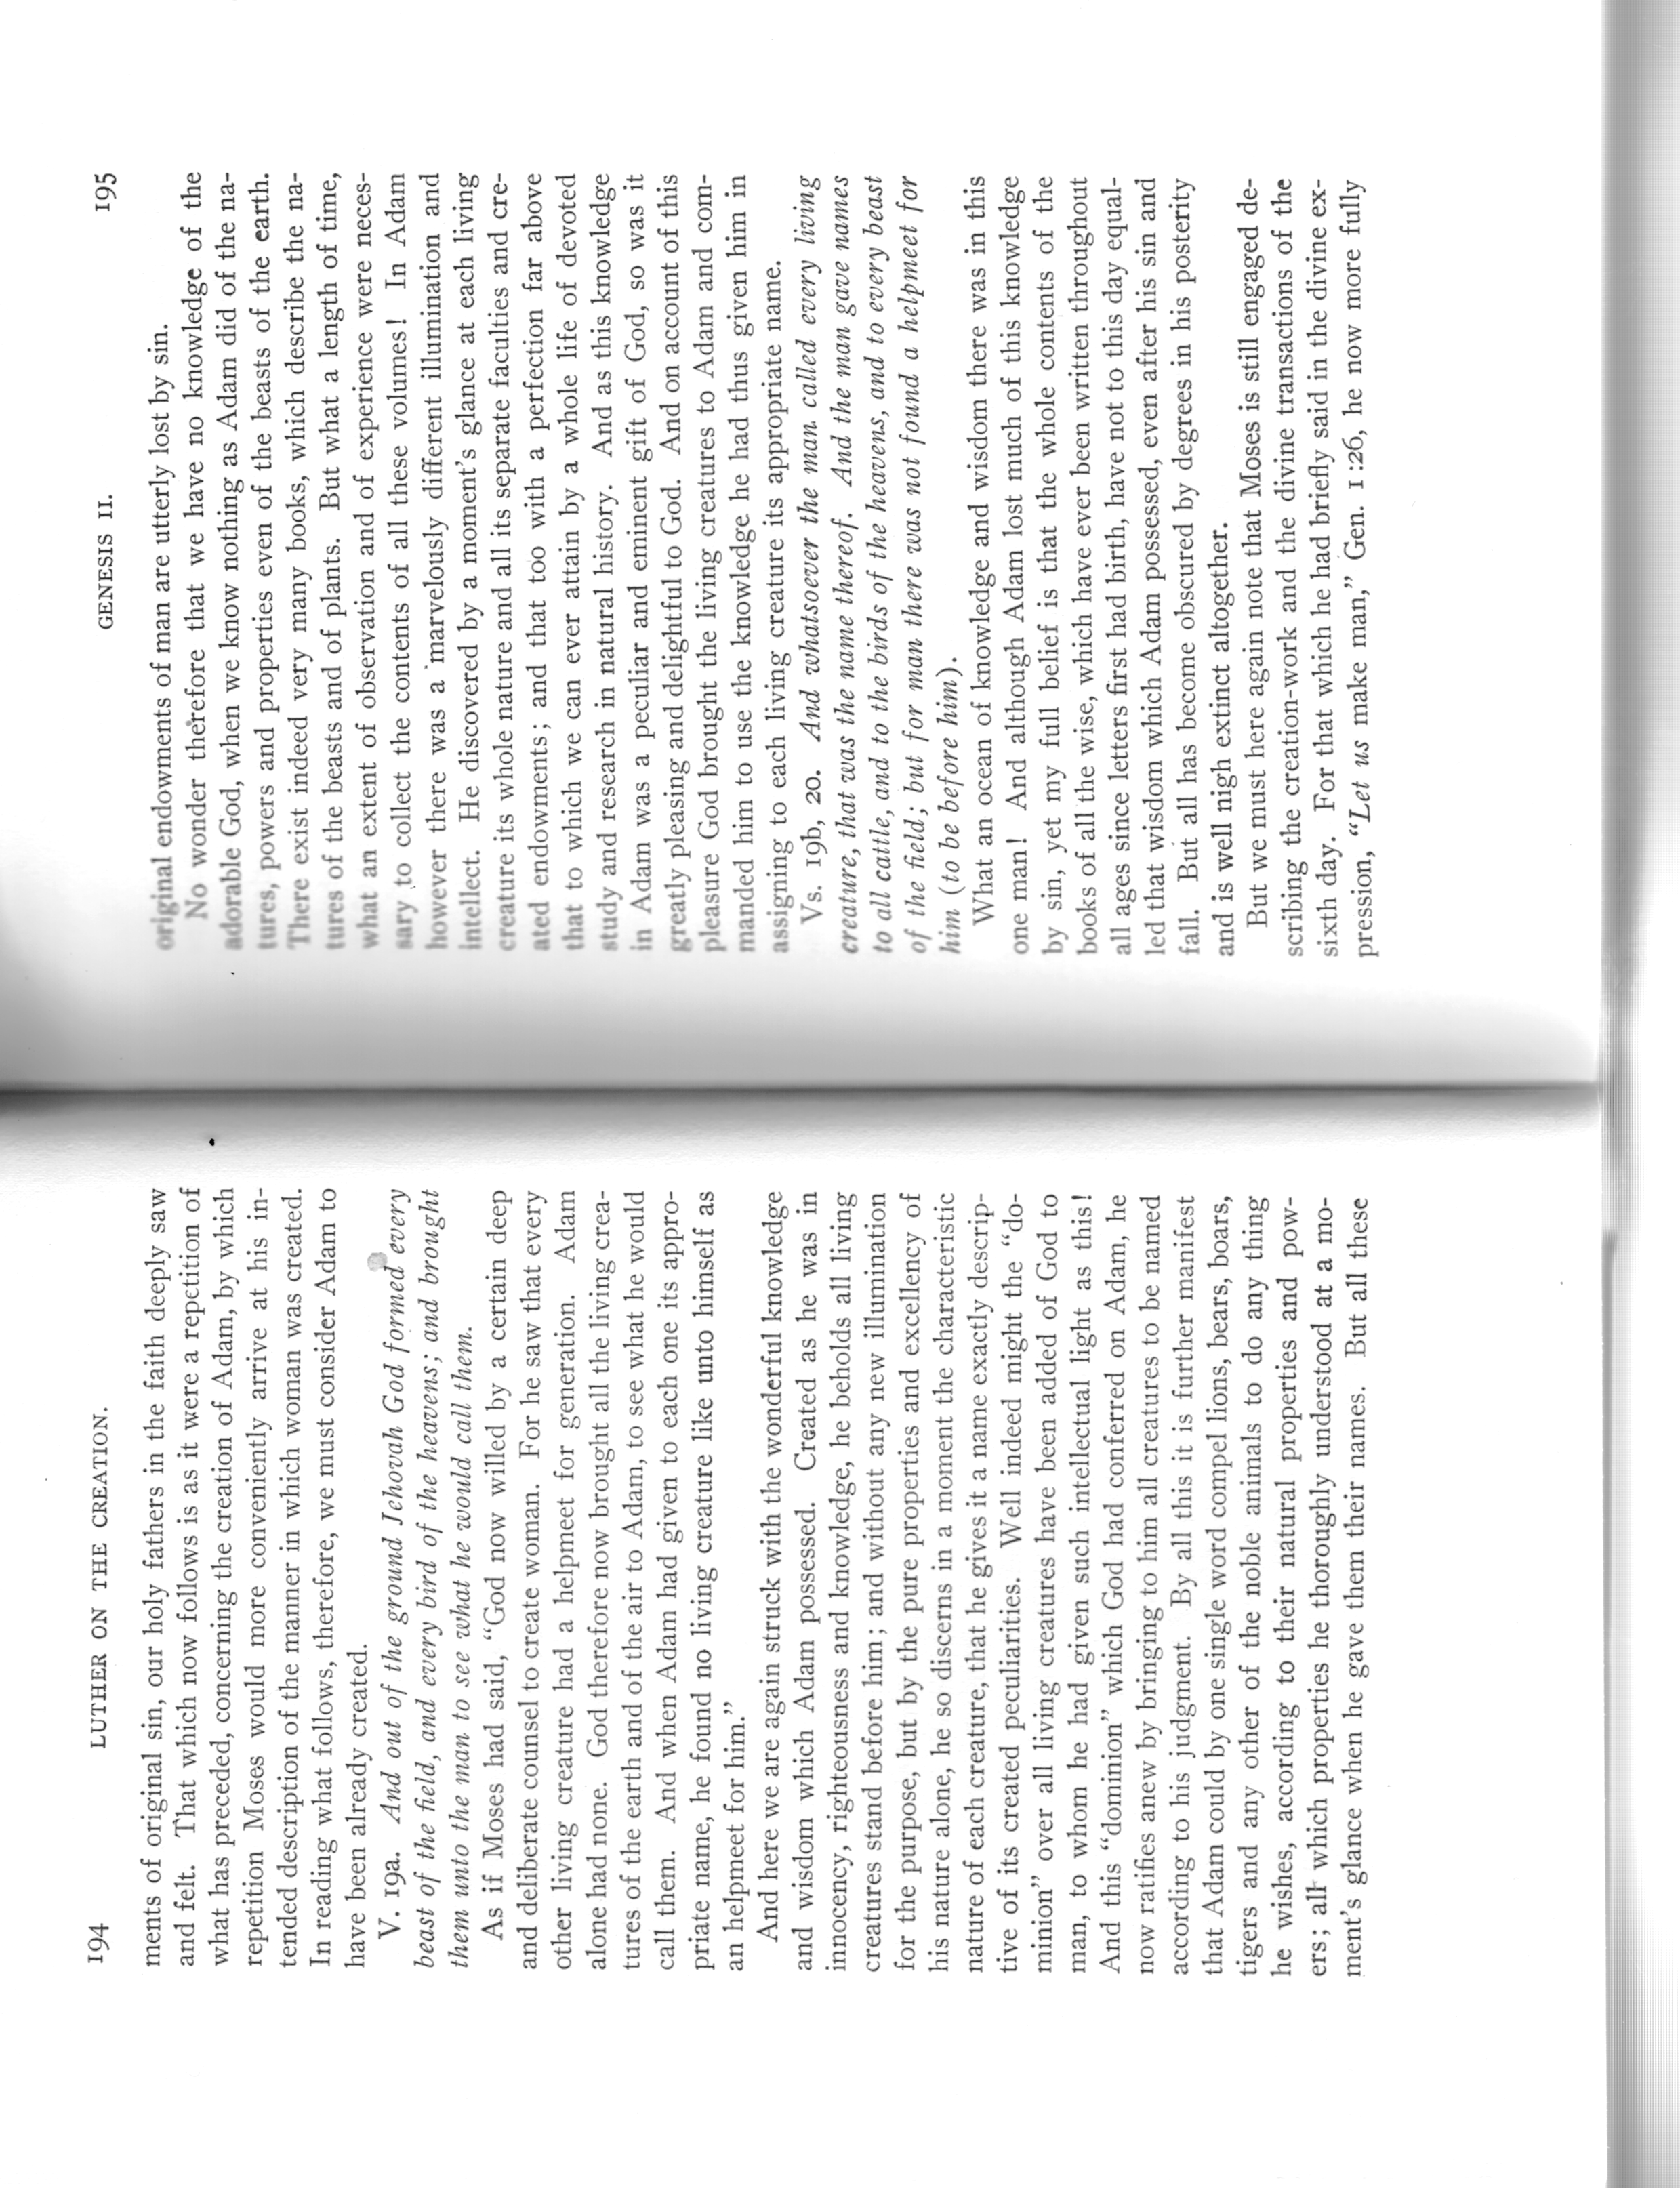 194 LUTHER ON THE CREATION.
ments of original sin, our holy fathers in the faith deeply saw
and felt. That which now follows is as it were a repetition of
what has preceded, concerning the creation of Adam, by which
repetition Moses would more conveniently arrive at his in-
tended description of the manner in which woman was created.
In reading what follows, therefore, we must consider Adam to
have been already created.
V. 19a. And out of the ground Jehovah God formed every
beast of the field, and every bird of the heavens; and brought
them unto the man to see what he would call them.
As if Moses had said, “God now willed by a certain deep
and deliberate counsel to create woman. For he saw that every
other living creature had a helpmeet for generation. Adam
alone had none. God therefore now brought all the living crea-
tures of the earth and of the air to Adam, to see what he would
call them. And when Adam had given to each one its appro-
priate name, he found no living creature like unto himself as
an helpmeet for him.”
And here we are again struck with the wonderful knowledge
and wisdom which Adam possessed. Created as he was in
innocency, righteousness and knowledge, he beholds all living
creatures stand before him; and without any new illumination
for the purpose, but by the pure properties and excellency of
his nature alone, he so discerns in a moment the characteristic
nature of each creature, that he gives it a name exactly descrip-
tive of its created peculiarities. Well indeed might the “do-
minion” over all living creatures have been added of God to
man, to whom he had given such intellectual light as this!
And this “dominion” which God had conferred on Adam, he
now ratifies anew by bringing to him all creatures to be named
according to his judgment. By all this it is further manifest
that Adam could by one single word compel lions, bears, boars,
tigers and any other of the noble animals to do any thing
he wishes, according to their natural properties and pow-
ers; all which properties he thoroughly understood at a mo-
ment's glance when he gave them their names. But all these
GENESIS II. 195
original endowments of man are utterly lost by sin.
No wonder therefore that we have no knowledge of the
adorable God, when we know nothing as Adam did of the na-
tures, powers and properties even of the beasts of the earth.
There exist indeed very many books, which describe the na-
tures of the beasts and of plants. But what a length of time,
what an extent of observation and of experience were neces-
sary to collect the contents of all these volumes! In Adam
however there was a marvelously different illumination and
intellect. He discovered by a moment's glance at each living
creature its whole nature and all its separate faculties and cre-
ated endowments; and that too with a perfection far above
that to which we can ever attain by a whole life of devoted
study and research in natural history. And as this knowledge
in Adam was a peculiar and eminent gift of God, so was it
greatly pleasing and delightful to God. And on account of this
pleasure God brought the living creatures to Adam and com-
manded him to use the knowledge he had thus given him in
assigning to each living creature its appropriate name.
Vs. 19b, 20. And whatsoever the man called every living
creature, that was the name thereof. And the man gave names
to all cattle, and to the birds of the heavens, and to every beast
of the field; but for man there was not found a helpmeet for
him (to be before him).
What an ocean of knowledge and wisdom there was in this
one man! And although Adam lost much of this knowledge
by sin, yet my full belief is that the whole contents of the
books of all the wise, which have ever been written throughout
all ages since letters first had birth, have not to this day equal-
led that wisdom which Adam possessed, even after his sin and
fall. But all has become obscured by degrees in his posterity
and is well nigh extinct altogether.
But we must here again note that Moses is still engaged de-
scribing the creation-work and the divine transactions of the
sixth day. For that which he had briefly said in the divine ex-
pression, “Let us make man,” Gen. 1:26, he now more fully